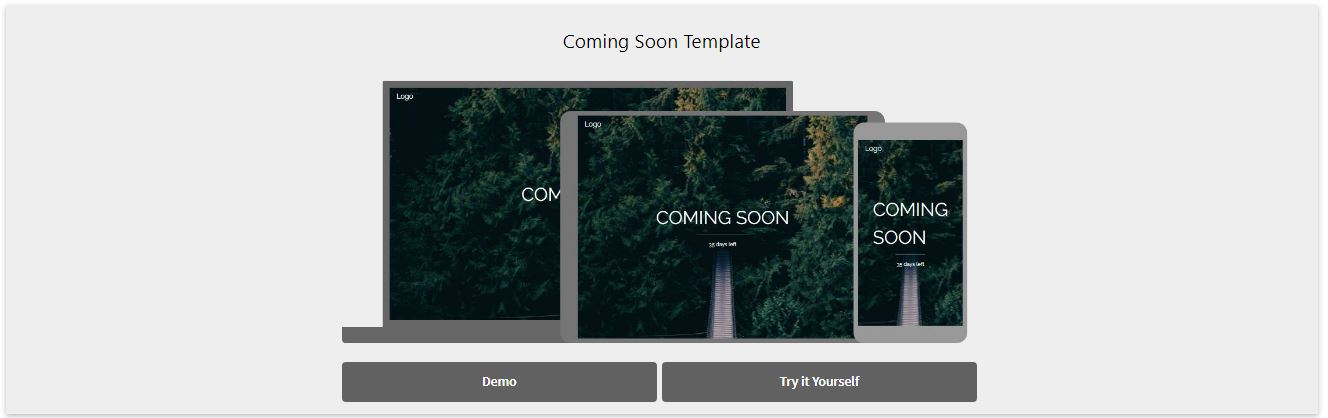 Coming Soon Template
Logo
COM
Logo
COMING SOON
35 days left
Logo
COMING
SOON
35 days left
Demo
Try it Yourself